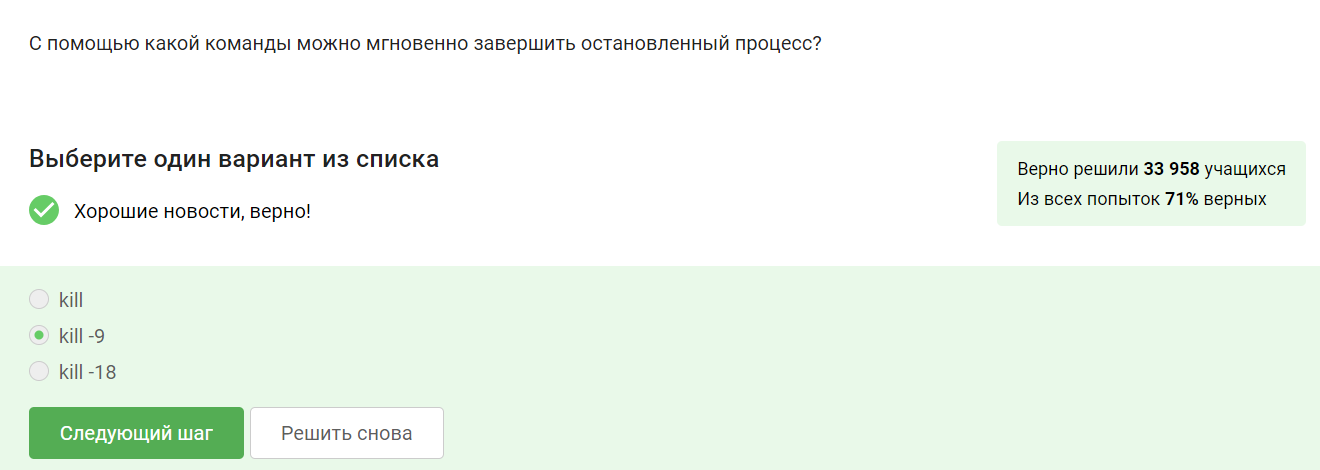 С помощью какой команды можно мгновенно завершить остановленный процесс?
Выберите один вариант из списка
Хорошие новости, верно!
Верно решили 33 958 учащихся
Из всех попыток 71% верных
kill
kill -9
kill -18
Следующий шаг
Решить снова